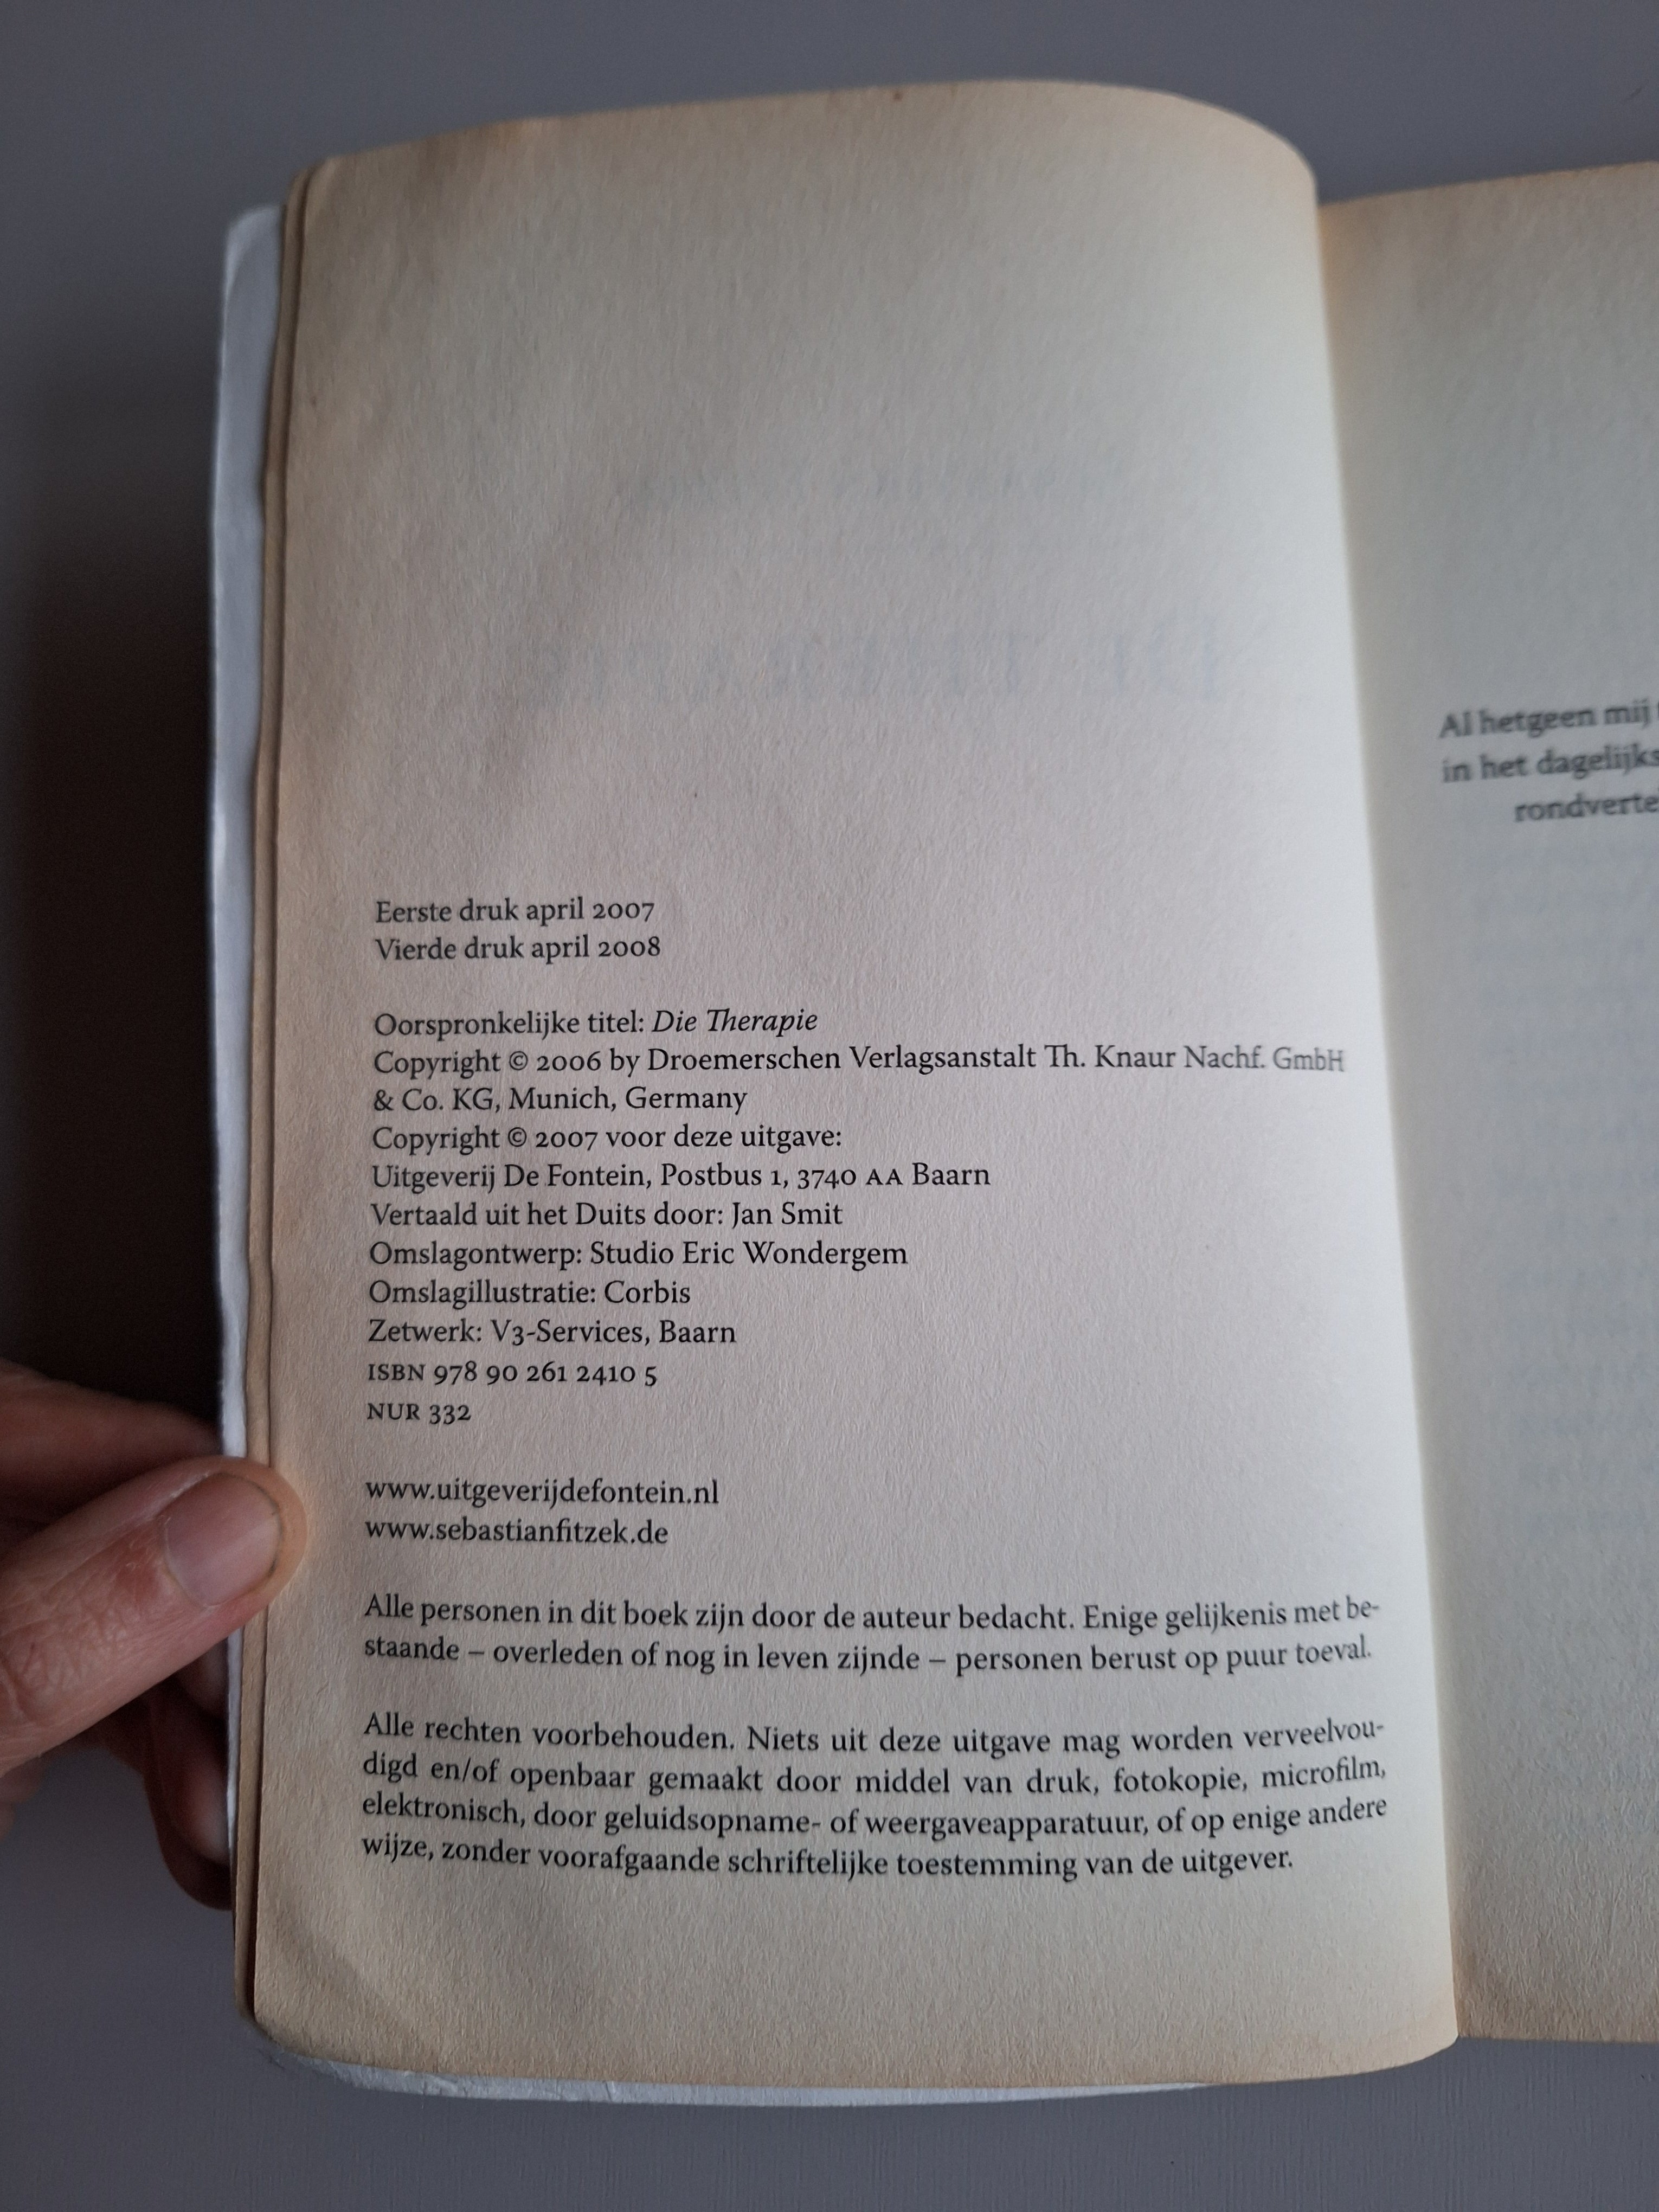 Eerste druk april 2007
Vierde druk april 2008
Oorspronkelijke titel: Die Therapie
Copyright © 2006 by Droemerschen Verlagsanstalt Th. Knaur Nachf. GmbH
& Co. KG, Munich, Germany
Copyright © 2007 voor deze uitgave:
Uitgeverij De Fontein, Postbus 1, 3740 AA Baarn
Vertaald uit het Duits door: Jan Smit
Omslagontwerp: Studio Eric Wondergem
Omslagillustratie: Corbis
Zetwerk: V3-Services, Baarn
ISBN 978 90 261 2410 5
NUR 332
www.uitgeverijdefontein.nl
www.sebastianfitzek.de
Alle personen in dit boek zijn door de auteur bedacht. Enige gelijkenis met be-
staande – overleden of nog in leven zijnde – personen berust op puur toeval.
Alle rechten voorbehouden. Niets uit deze uitgave mag worden verveelvou-
digd en/of openbaar gemaakt door middel van druk, fotokopie, microfilm,
elektronisch, door geluidsopname- of weergaveapparatuur, of op enige andere
wijze, zonder voorafgaande schriftelijke toestemming van de uitgever.
Al hetgeen mij
in het dagelijks
rondverte